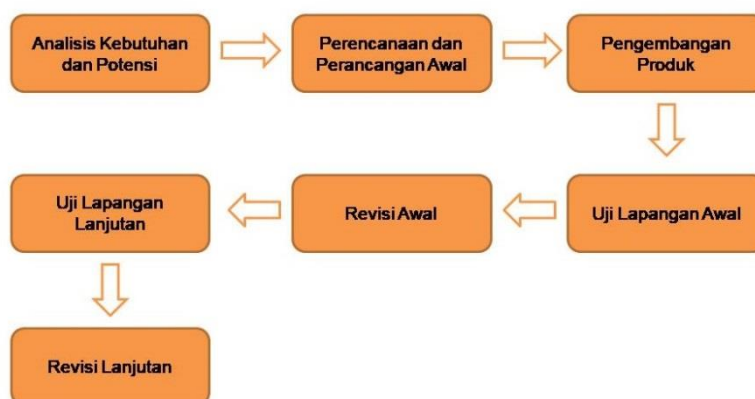 Analisis Kebutuhan
dan Potensi
Perencanaan dan
Perancangan Awal
Pengembangan
Produk
Uji Lapangan Awal
Revisi Awal
Uji Lapangan
Lanjutan
Revisi Lanjutan